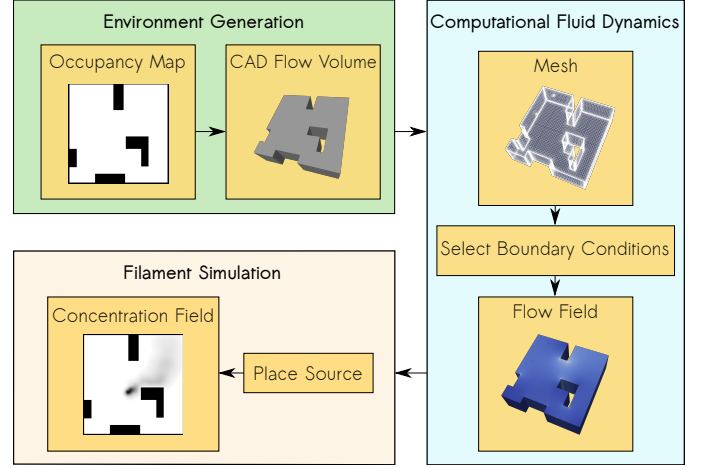 Environment Generation
Occupancy Map
CAD Flow Volume
Computational Fluid Dynamics
Mesh
Select Boundary Conditions
Flow Field
Filament Simulation
Place Source
Concentration Field